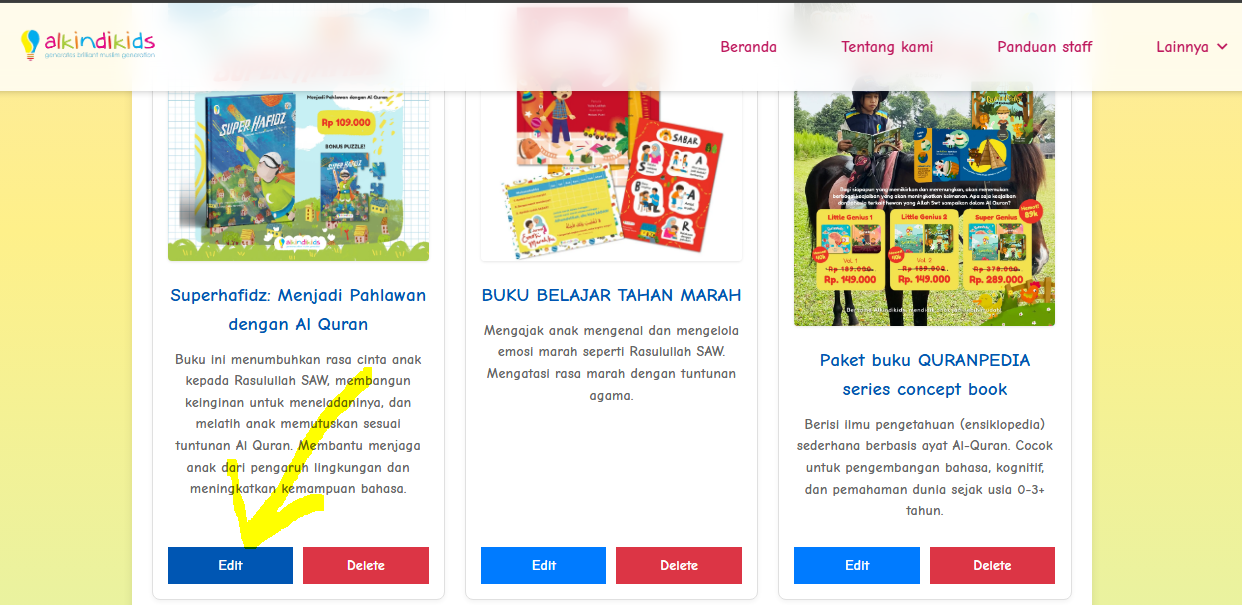 alkindikids
generates brilliant muslim generation
Beranda
Tentang kami
Panduan staff
Lainnya
Menjadi Pahlawan dengan Al Quran
SUPER HAFIDZ
Rp 109.000
BONUS PUZZLE!
SUPER HAFIDZ
alkindikids
Superhafidz: Menjadi Pahlawan
dengan Al Quran
Buku ini menumbuhkan rasa cinta anak
kepada Rasulullah SAW, membangun
keinginan untuk meneladaninya, dan
melatih anak memutuskan sesuai
tuntunan Al Quran. Membantu menjaga
anak dari pengaruh lingkungan dan
meningkatkan kemampuan bahasa.
Edit
Delete
SABAR
S
A
B
A
R
BUKU BELAJAR TAHAN MARAH
Mengajak anak mengenal dan mengelola
emosi marah seperti Rasulullah SAW.
Mengatasi rasa marah dengan tuntunan
agama.
Edit
Delete
Little Genius 1
Little Genius 2
Super Genius
Vol. 1
Vol. 2
Rp 189.000
Rp 189.000
Rp 378.000
Rp. 149.000
Rp. 149.000
Rp. 289.000
Paket buku QURANPEDIA
series concept book
Berisi ilmu pengetahuan (ensiklopedia)
sederhana berbasis ayat Al-Quran. Cocok
untuk pengembangan bahasa, kognitif,
dan pemahaman dunia sejak usia 0-3+
tahun.
Edit
Delete